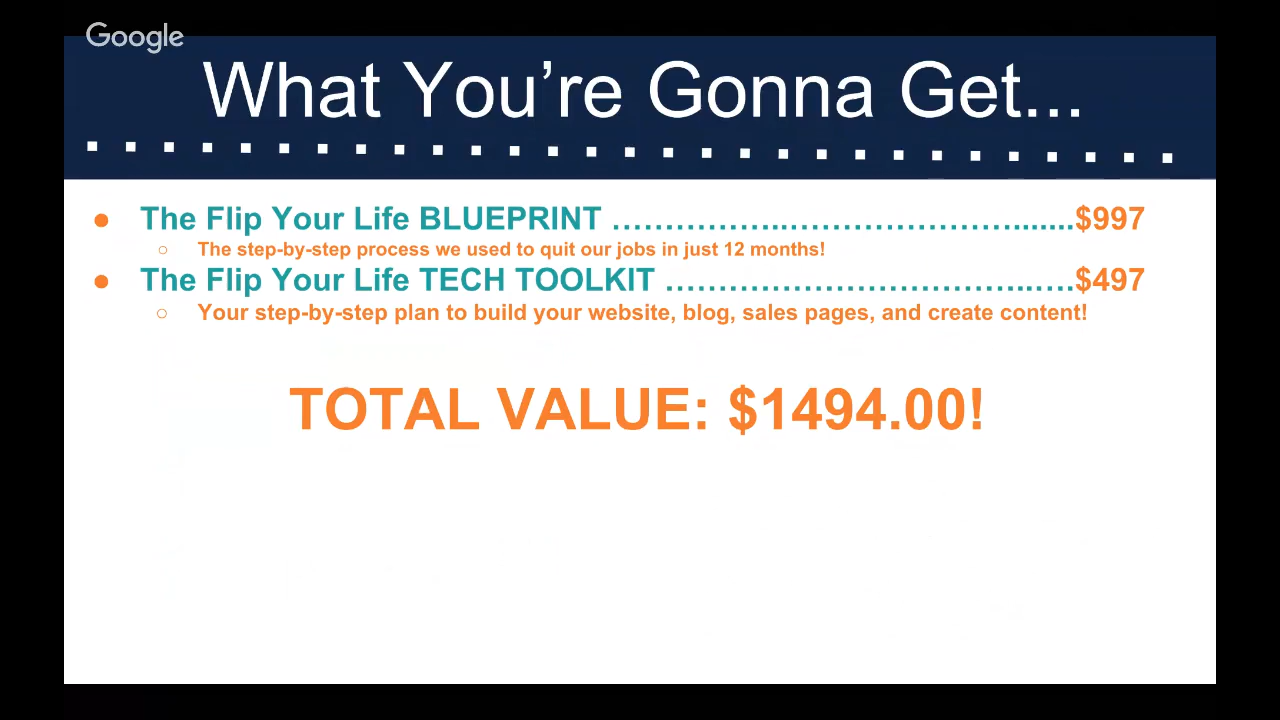 Google
What You’re Gonna Get...
● The Flip Your Life BLUEPRINT ……………..…………………......$997
○ The step-by-step process we used to quit our jobs in just 12 months!
● The Flip Your Life TECH TOOLKIT ……………………………..….$497
○ Your step-by-step plan to build your website, blog, sales pages, and create content!
TOTAL VALUE: $1494.00!